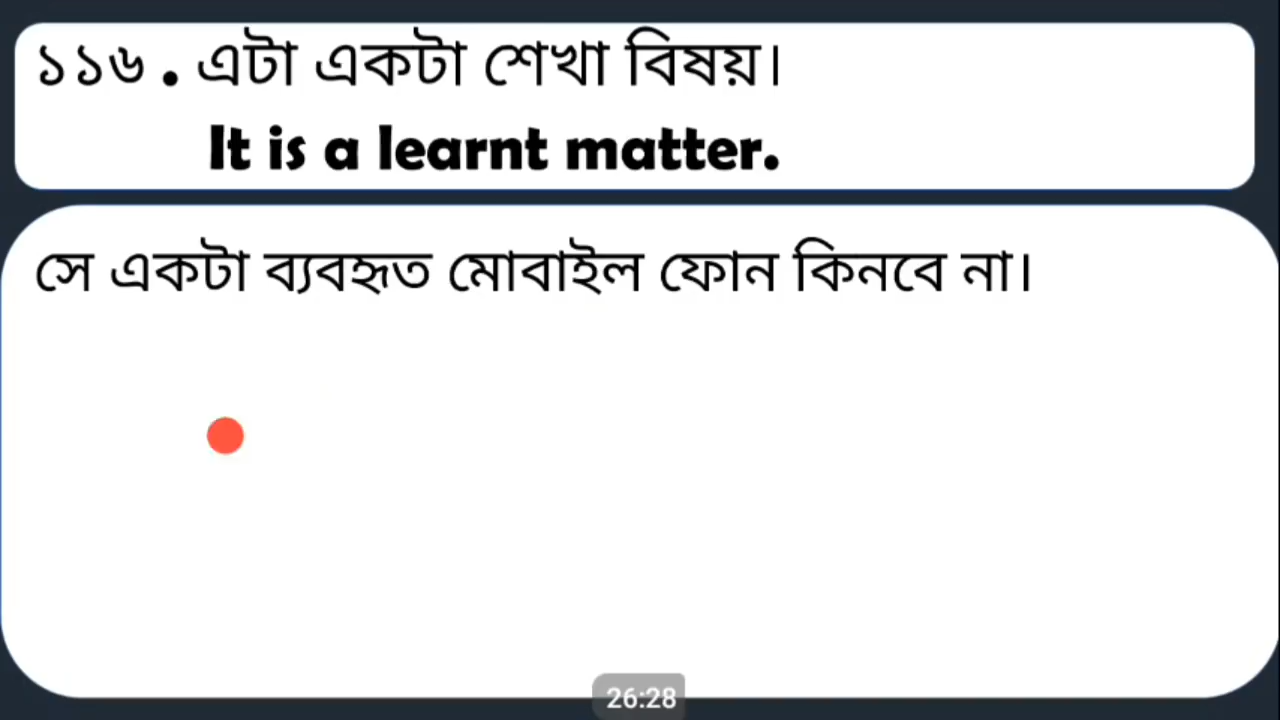 ১১৬ . এটা একটা শেখা বিষয়।
It is a learnt matter.
সে একটা ব্যবহৃত মোবাইল ফোন কিনবে না।
26:28